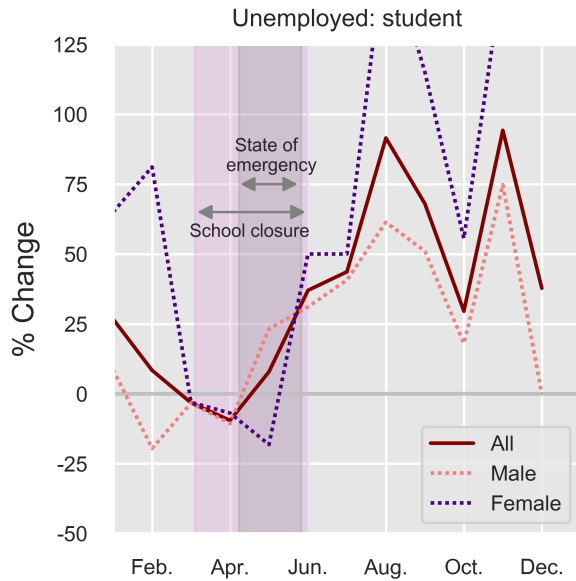 Unemployed: student
% Change
125
100
75
50
25
0
-25
-50
State of
emergency
School closure
All
Male
Female
Feb.
Apr.
Jun.
Aug.
Oct.
Dec.